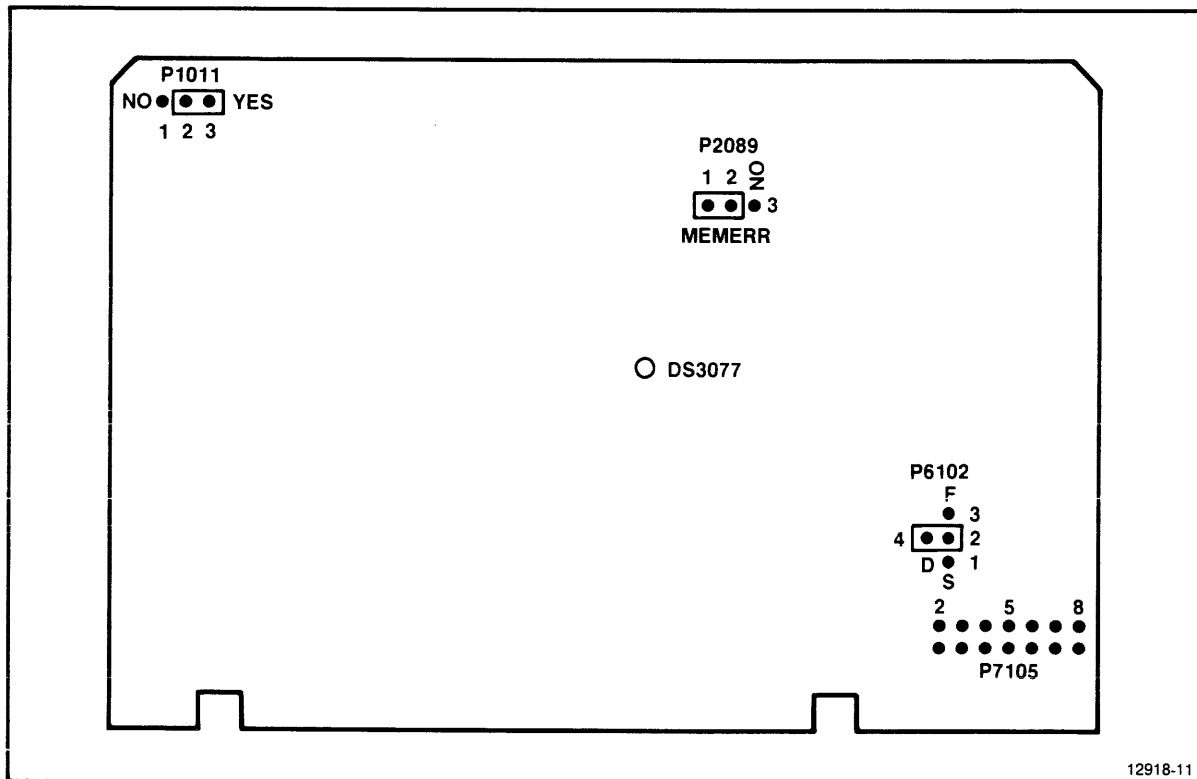 P1011
NO YES
1 2 3
P2089
1 2 NO
3
MEMERR
DS3077
P6102
F
3
4 2
D 1
S
2 5 8
P7105
12918-11